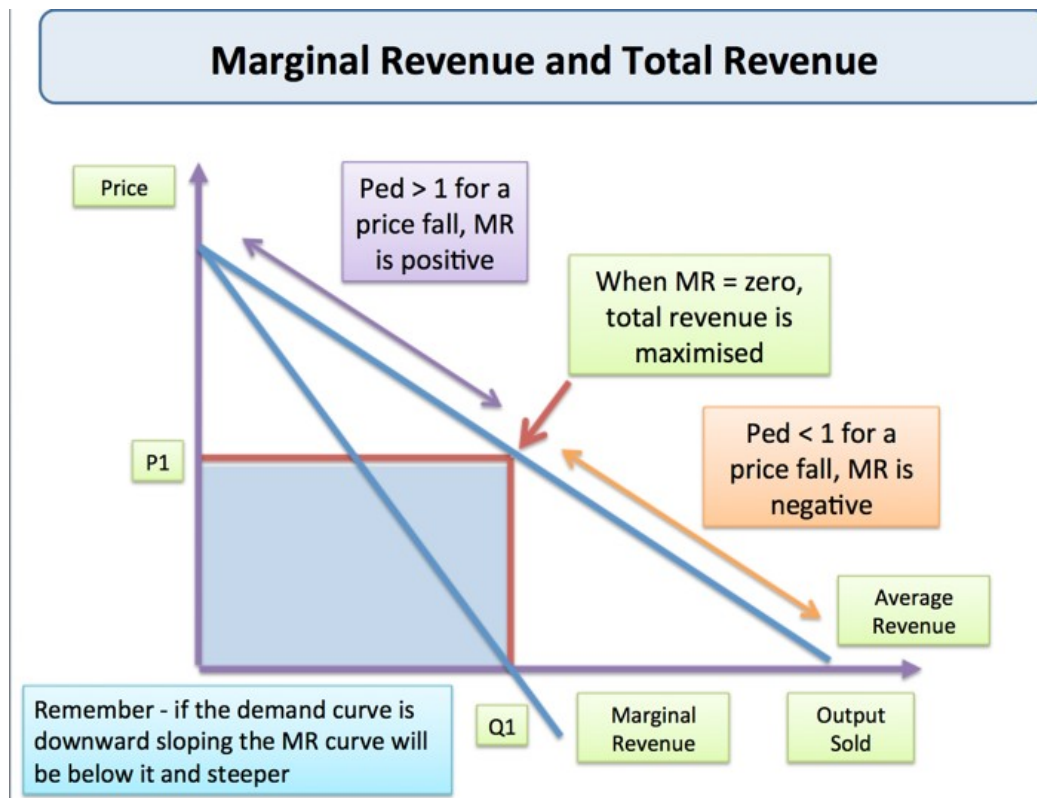 Marginal Revenue and Total Revenue
Price
Ped > 1 for a
price fall, MR
is positive
When MR = zero,
total revenue is
maximised
P1
Ped < 1 for a
price fall, MR is
negative
Average
Revenue
Remember - if the demand curve is
downward sloping the MR curve will
be below it and steeper
Q1
Marginal
Revenue
Output
Sold